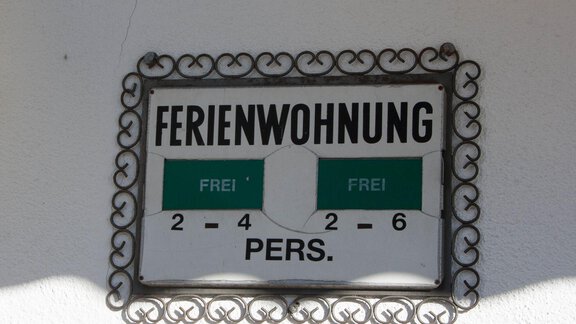 FERIENWOHNUNG
FREI FREI
2 - 4 2 - 6
PERS.